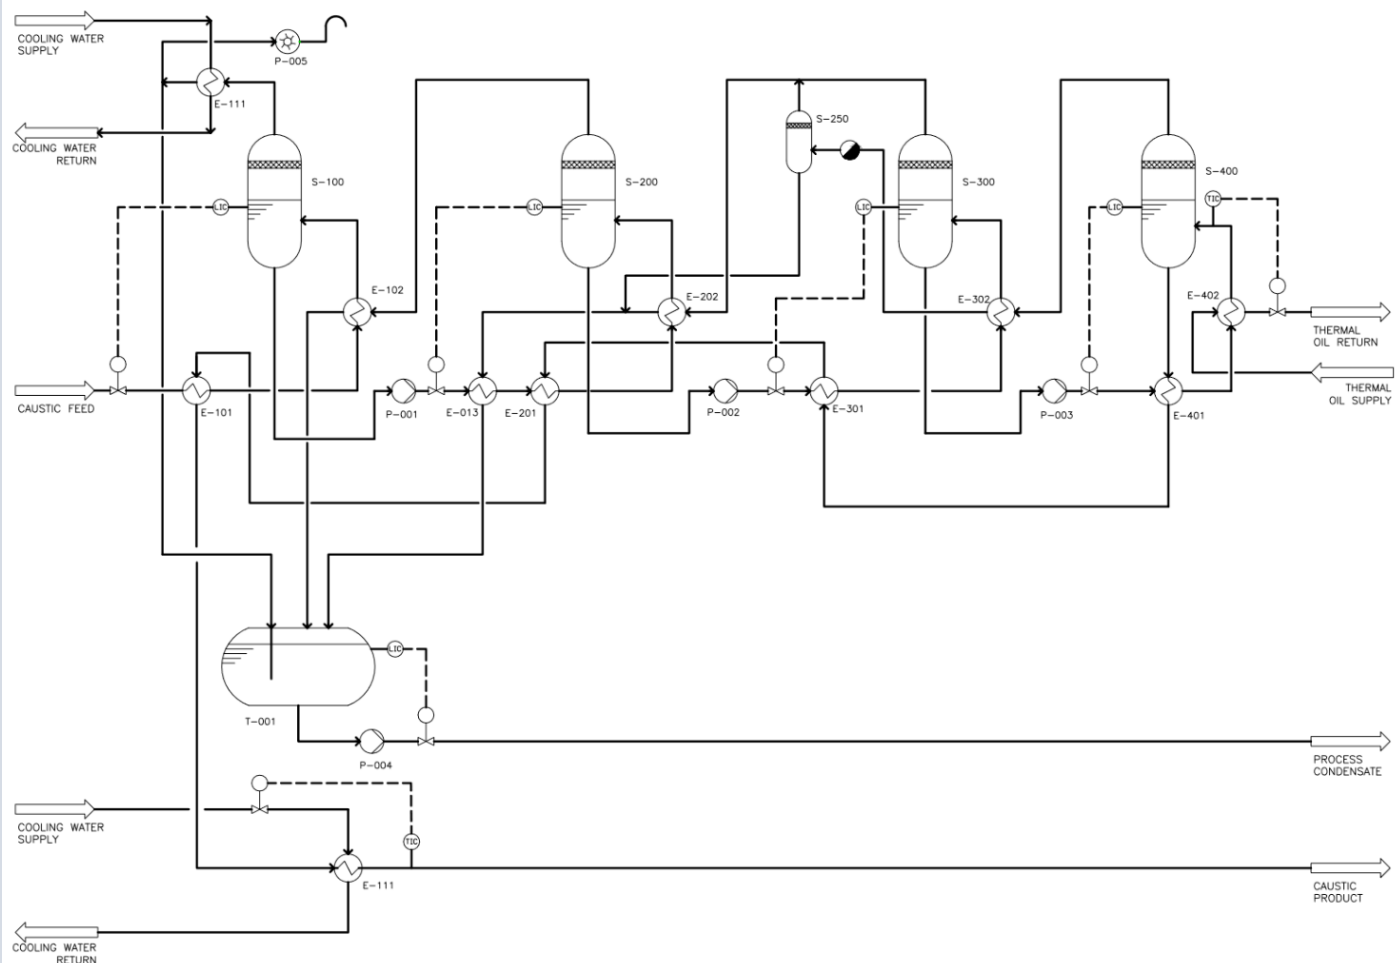 COOLING WATER
SUPPLY
P-005
E-111
COOLING WATER
RETURN
S-100
LIC
E-102
S-200
LIC
E-202
S-250
S-300
LIC
E-302
S-400
TIC
LIC
E-402
THERMAL
OIL RETURN
THERMAL
OIL SUPPLY
CAUSTIC FEED
E-101
P-001
E-013
E-201
P-002
E-301
P-003
E-401
LIC
T-001
P-004
PROCESS
CONDENSATE
COOLING WATER
SUPPLY
TIC
E-111
CAUSTIC
PRODUCT
COOLING WATER
RETURN